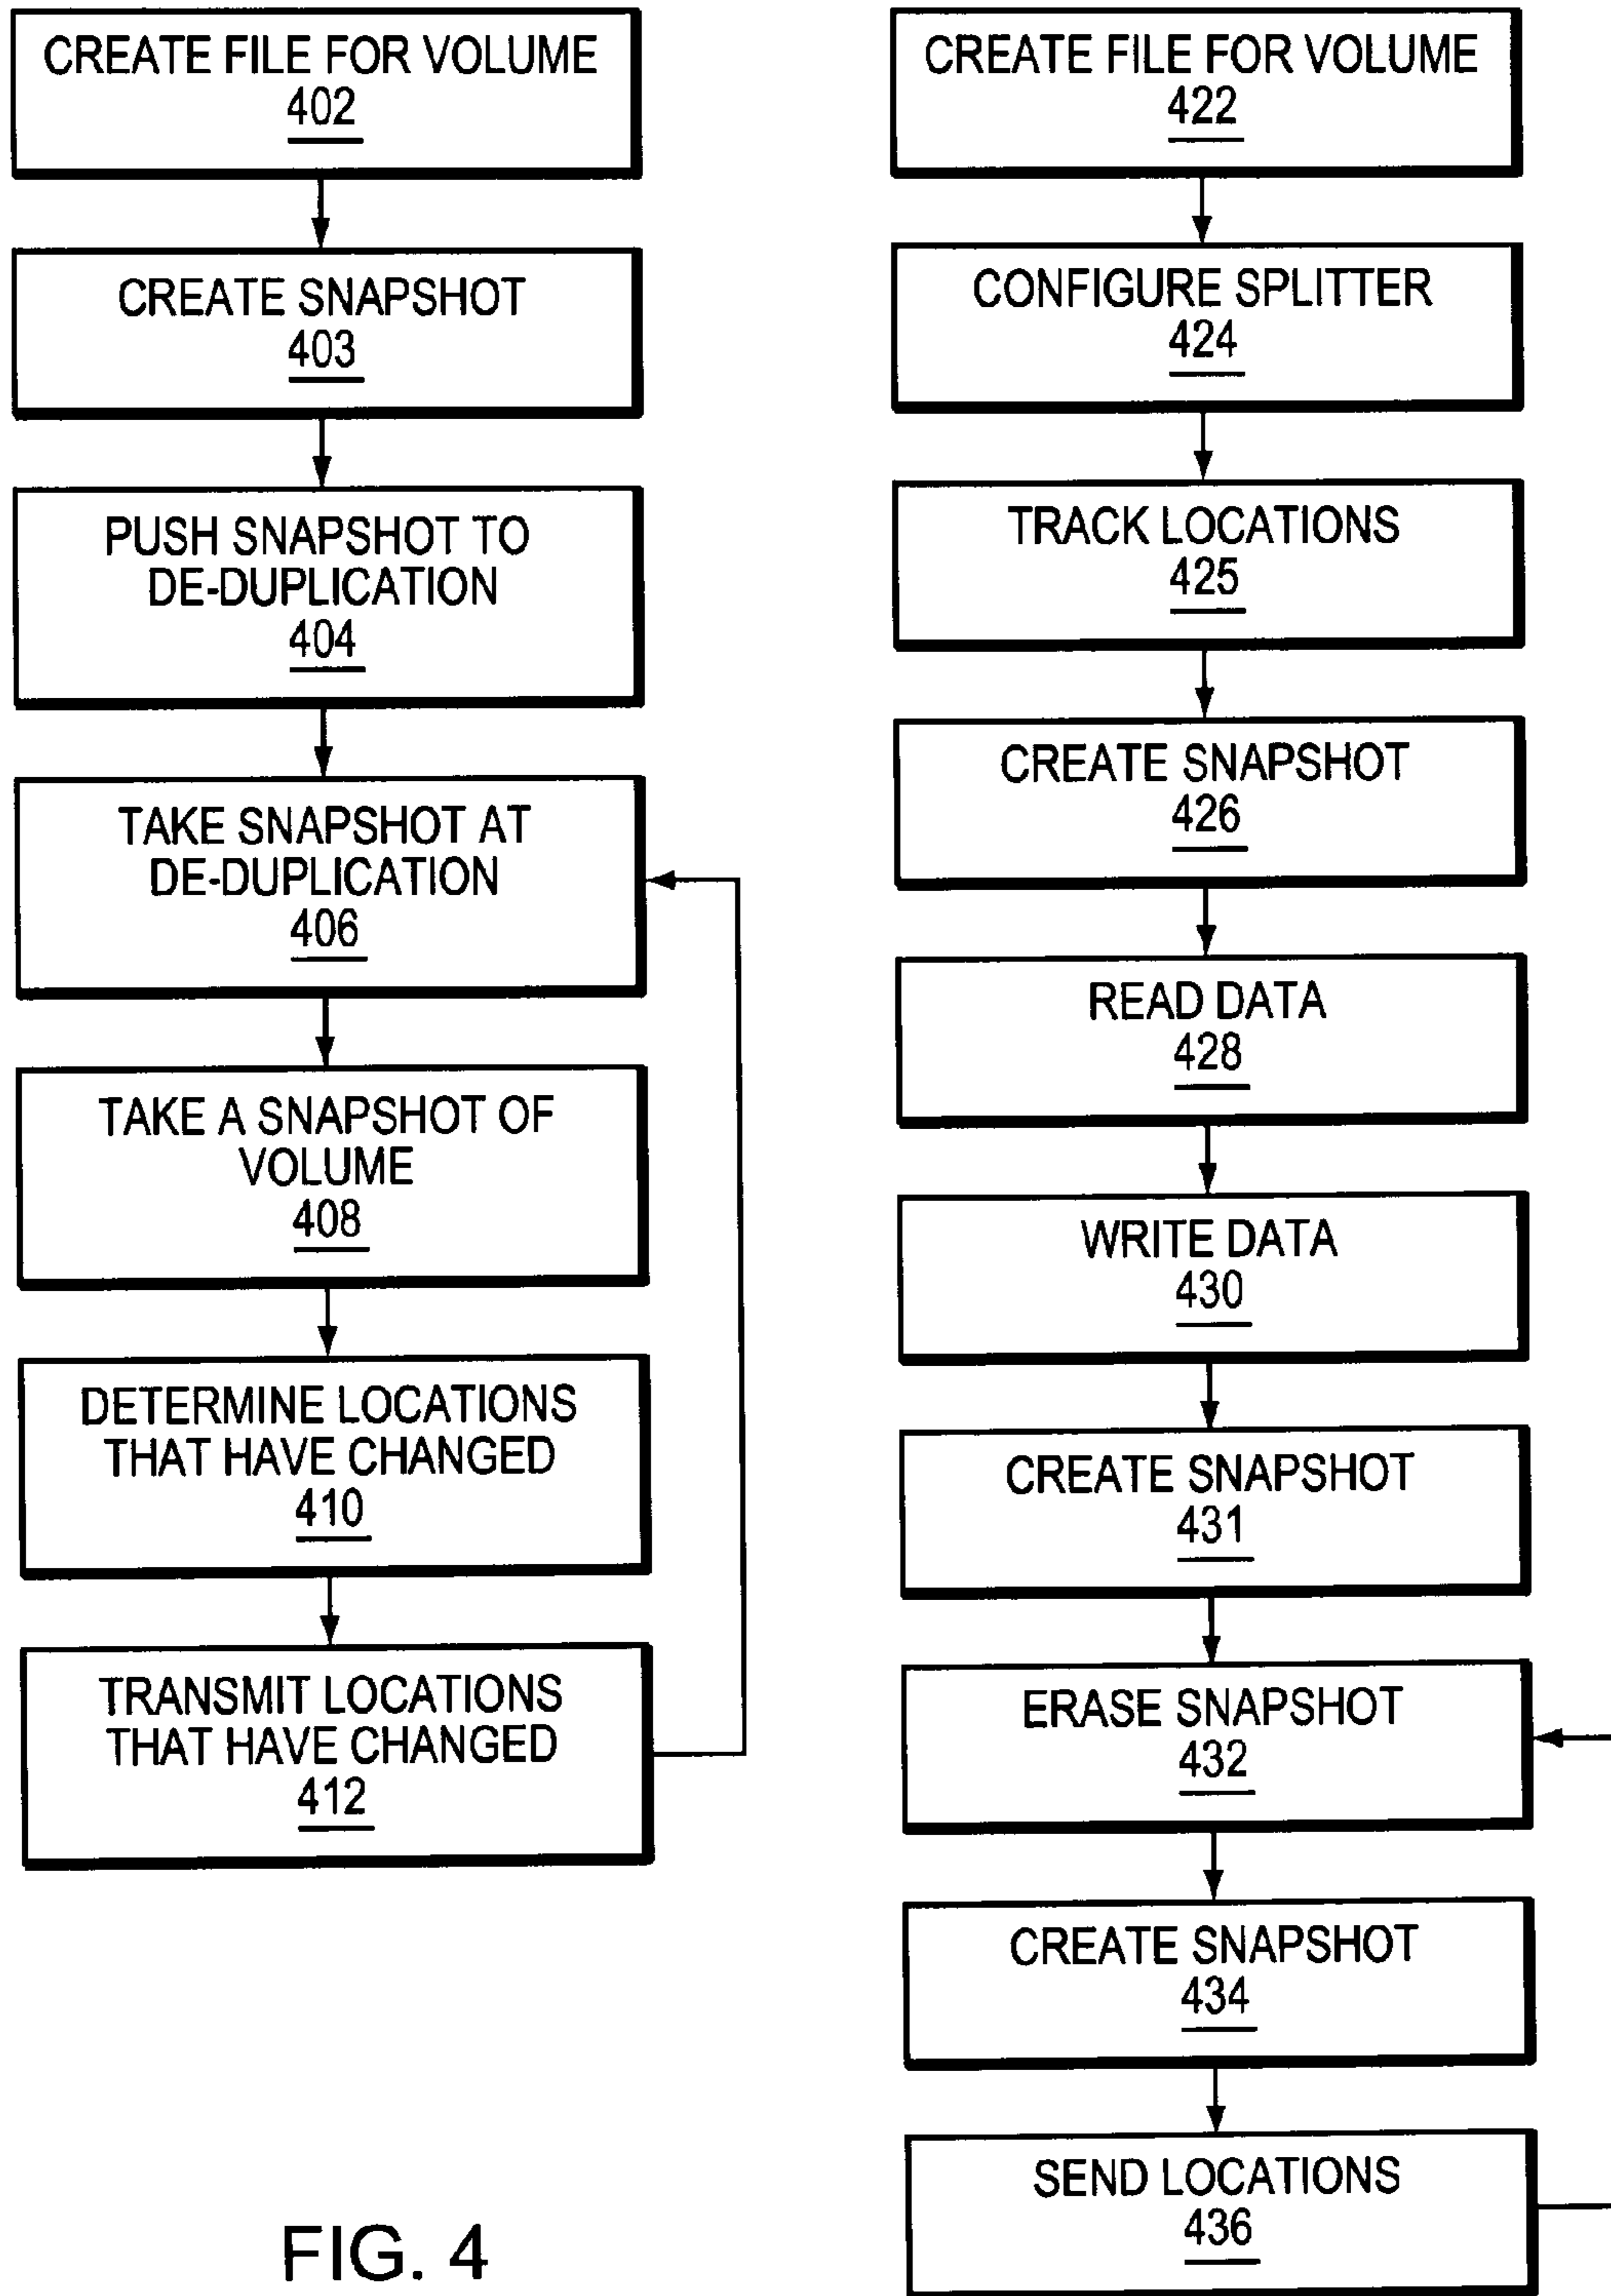 CREATE FILE FOR VOLUME
402
CREATE SNAPSHOT
403
PUSH SNAPSHOT TO
DE-DUPLICATION
404
TAKE SNAPSHOT AT
DE-DUPLICATION
406
TAKE A SNAPSHOT OF
VOLUME
408
DETERMINE LOCATIONS
THAT HAVE CHANGED
410
TRANSMIT LOCATIONS
THAT HAVE CHANGED
412
FIG. 4
CREATE FILE FOR VOLUME
422
CONFIGURE SPLITTER
424
TRACK LOCATIONS
425
CREATE SNAPSHOT
426
READ DATA
428
WRITE DATA
430
CREATE SNAPSHOT
431
ERASE SNAPSHOT
432
CREATE SNAPSHOT
434
SEND LOCATIONS
436